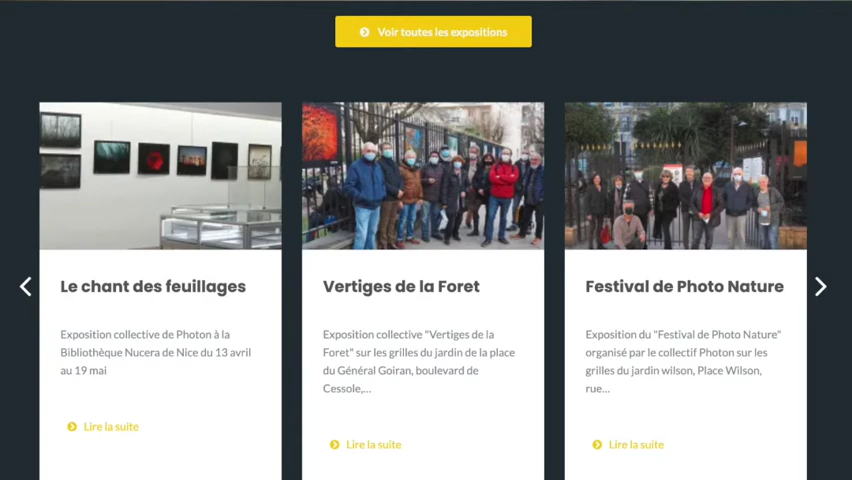 Voir toutes les expositions
Le chant des feuillages
Exposition collective de Photon à la
Bibliothèque Nucera de Nice du 13 avril
au 19 mai
Lire la suite
Vertiges de la Foret
Exposition collective "Vertiges de la
Foret" sur les grilles du jardin de la place
du Général Goiran, boulevard de
Cessole,...
Lire la suite
Festival de Photo Nature
Exposition du "Festival de Photo Nature"
organisé par le collectif Photon sur les
grilles du jardin wilson, Place Wilson,
rue...
Lire la suite